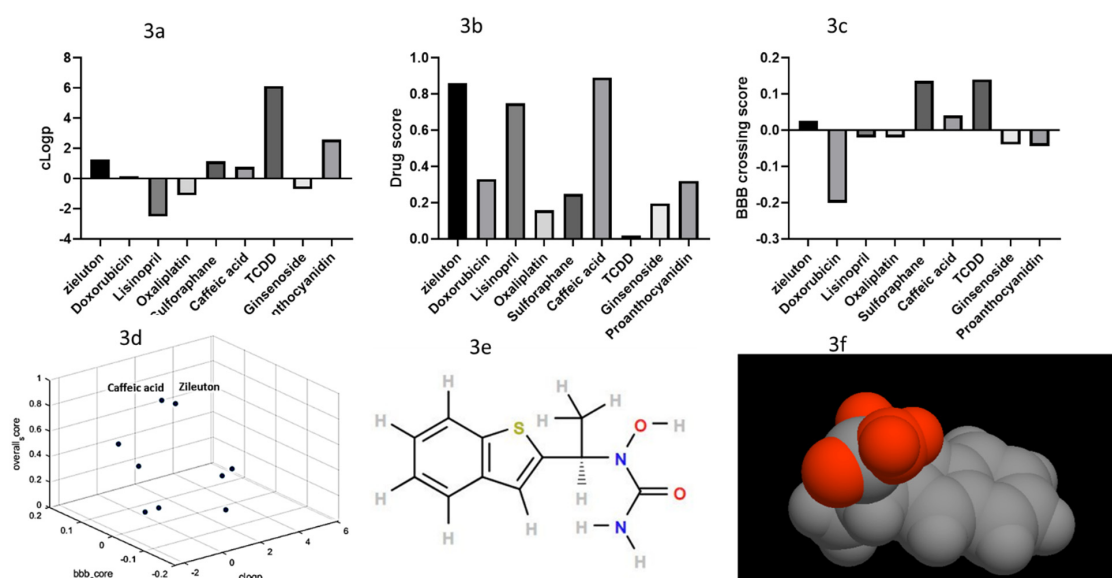 3a
3b
3c
8
6
4
2
0
-2
-4
cLogp
zieluton
Doxorubicin
Lisinopril
Oxaliplatin
Sulforaphane
Caffeic acid
TCDD
Ginsenoside
nthocyanidin
1.0
0.8
0.6
0.4
0.2
0.0
Drug score
zieluton
Doxorubicin
Lisinopril
Oxaliplatin
Sulforaphane
Caffeic acid
TCDD
Ginsenoside
Proanthocyanidin
0.2
0.1
0.0
-0.1
-0.2
-0.3
BBB crossing score
zieluton
Doxorubicin
Lisinopril
Oxaliplatin
Sulforaphane
Caffeic acid
TCDD
Ginsenoside
Proanthocyanidin
3d
3e
3f
Caffeic acid
Zileuton
1
0.8
0.6
0.4
0.2
0
overall_score
0.2
0.1
0
-0.1
-0.2
bbb_core
-2
0
2
4
6
clogp
H
H
H
H
H
H
S
H
O
H
H
N
O
H
H
N
H
H